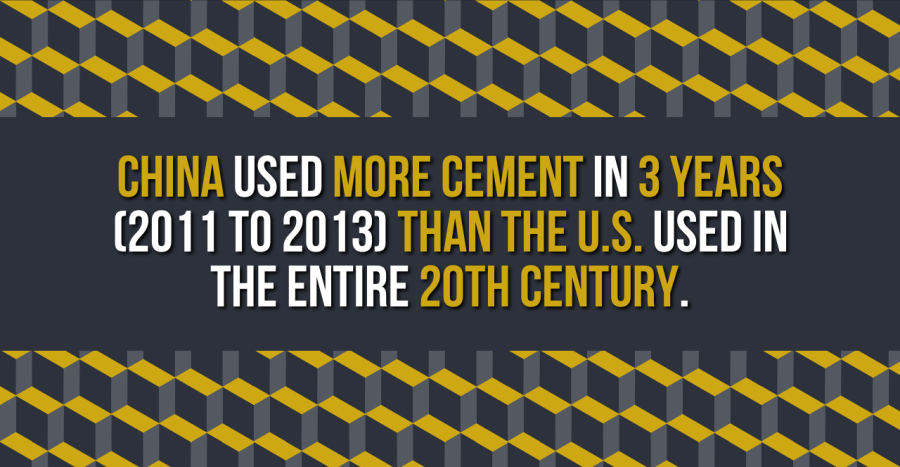 CHINA USED MORE CEMENT IN 3 YEARS
(2011 TO 2013) THAN THE U.S. USED IN
THE ENTIRE 20TH CENTURY.